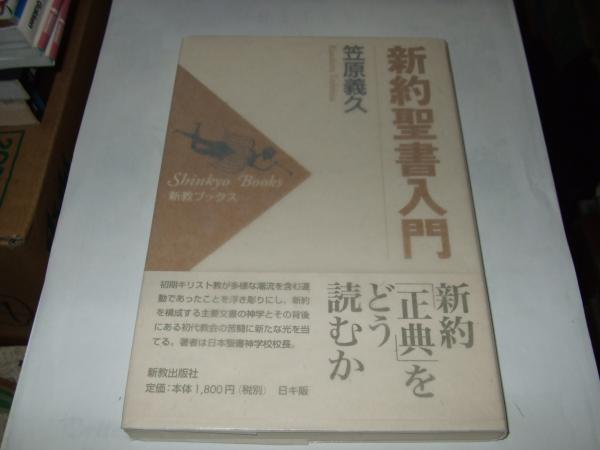 新約聖書入門
笠原義久
Shinkyo Books
新教ブックス
新約
「正典」を
どう
読むか
初期キリスト教が多様な潮流を含む運
動であったことを浮き彫りにし、新約
を構成する主要文書の神学とその背後
にある初代教会の苦闘に新たな光を当
てる。著者は日本聖書神学校校長。
新教出版社
定価:本体1,800円(税別) 日キ販